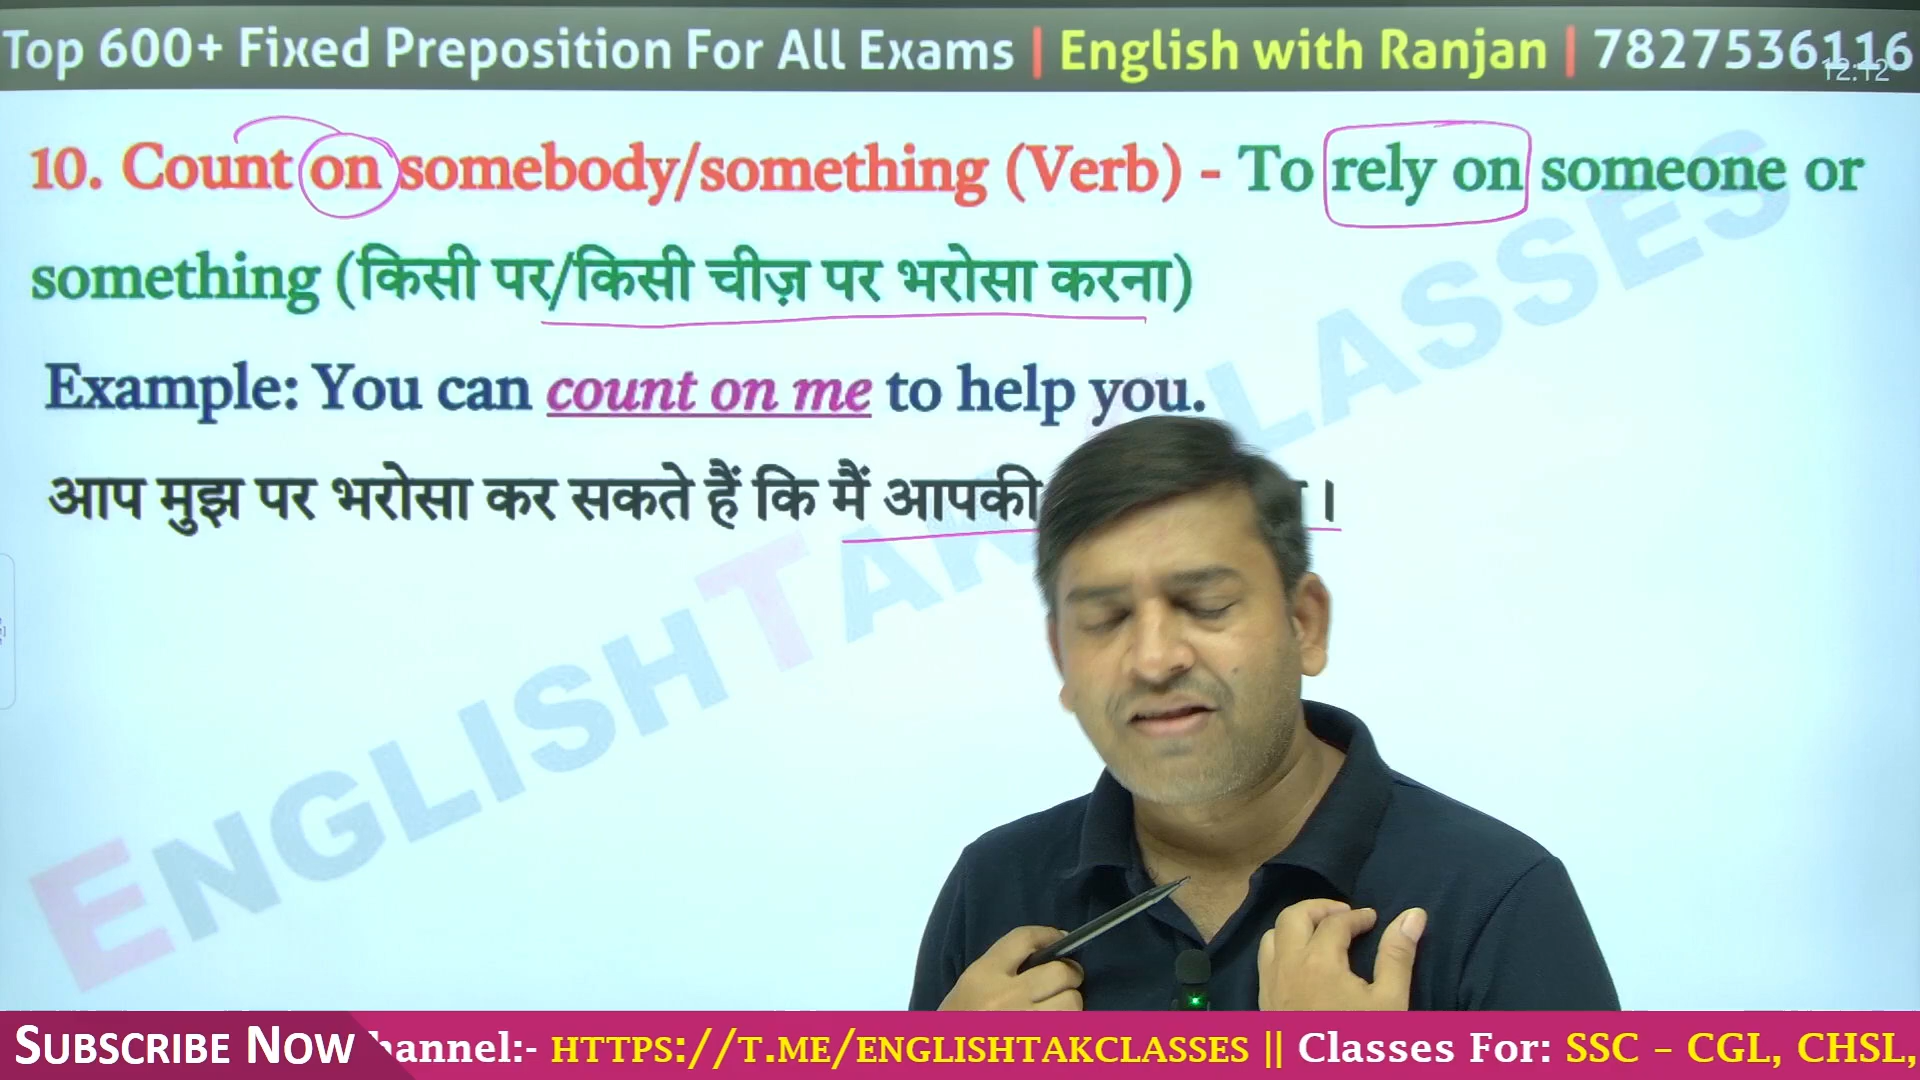 Top 600+ Fixed Preposition For All Exams | English with Ranjan | 7827536116
12:12
10. Count on somebody/something (Verb) - To rely on someone or
something (किसी पर/किसी चीज़ पर भरोसा करना)
Example: You can count on me to help you.
आप मुझ पर भरोसा कर सकते हैं कि मैं आपकी
ENGLISHTAK CLASSES
SUBSCRIBE NOW hannel:- HTTPS://T.ME/ENGLISHTAKCLASSES || Classes For: SSC – CGL, CHSL,